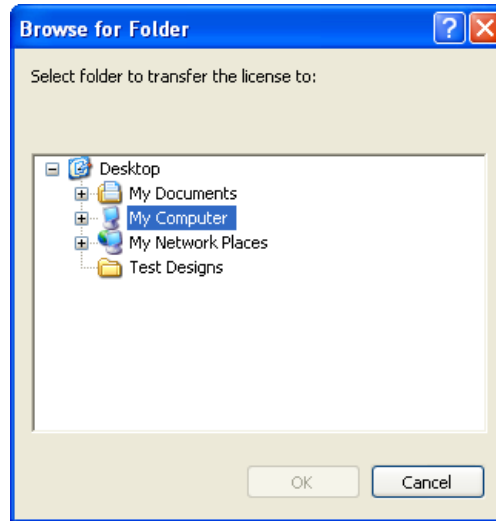 Browse for Folder
Select folder to transfer the license to:
Desktop
My Documents
My Computer
My Network Places
Test Designs
OK
Cancel